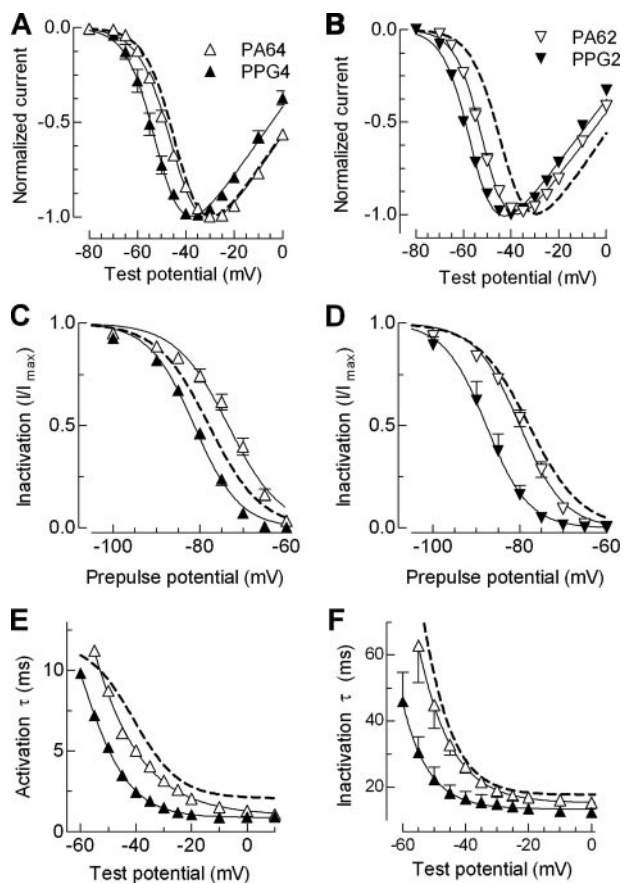 A
B
0.0
-0.5
-1.0
Normalized current
PA64
PPG4
-80 -60 -40 -20 0
Test potential (mV)
0.0
-0.5
-1.0
Normalized current
PA62
PPG2
-80 -60 -40 -20 0
Test potential (mV)
C
D
1.0
0.5
0.0
Inactivation (I/Imax)
-100 -80 -60
Prepulse potential (mV)
1.0
0.5
0.0
Inactivation (I/Imax)
-100 -80 -60
Prepulse potential (mV)
E
F
10
5
0
Activation τ (ms)
-60 -40 -20 0
Test potential (mV)
60
40
20
Inactivation τ (ms)
-60 -40 -20 0
Test potential (mV)